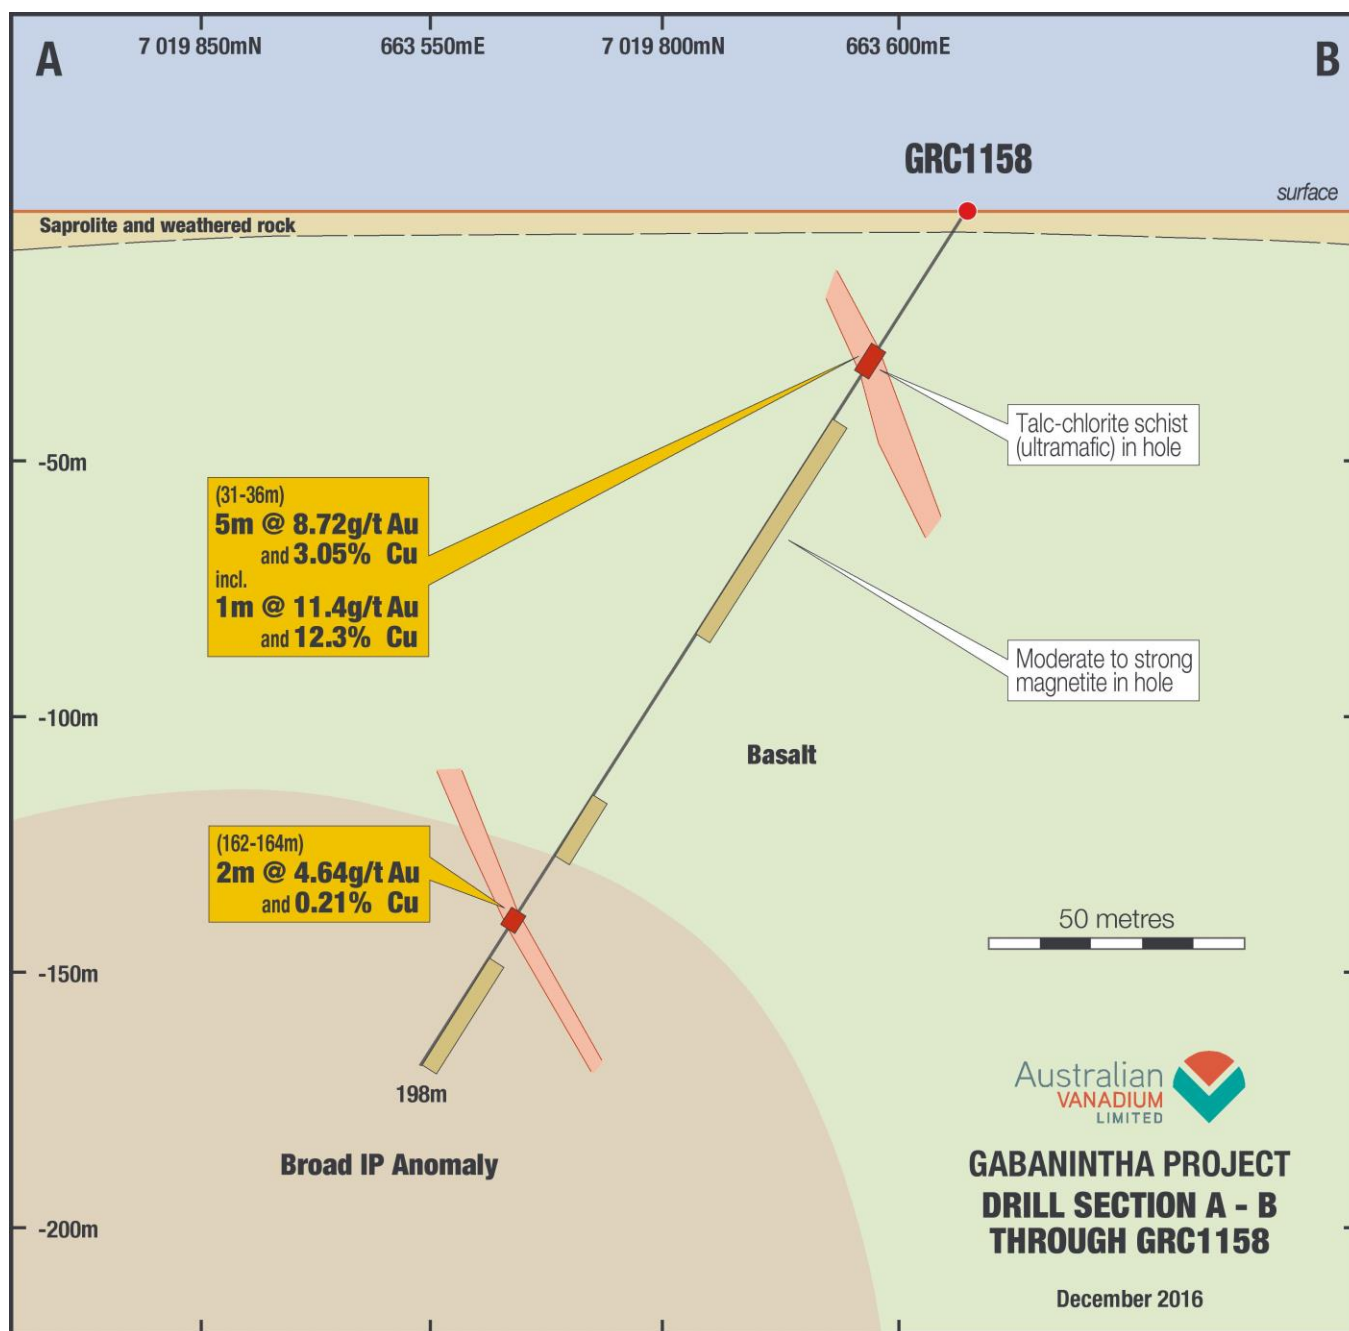 A
7 019 850mN
663 550mE
7 019 800mN
663 600mE
B
GRC1158
surface
Saprolite and weathered rock
Talc-chlorite schist
(ultramafic) in hole
-50m
(31-36m)
5m @ 8.72g/t Au
and 3.05% Cu
incl.
1m @ 11.4g/t Au
and 12.3% Cu
Moderate to strong
magnetite in hole
-100m
Basalt
(162-164m)
2m @ 4.64g/t Au
and 0.21% Cu
50 metres
-150m
198m
Australian
VANADIUM
LIMITED
Broad IP Anomaly
GABANINTHA PROJECT
DRILL SECTION A - B
THROUGH GRC1158
-200m
December 2016